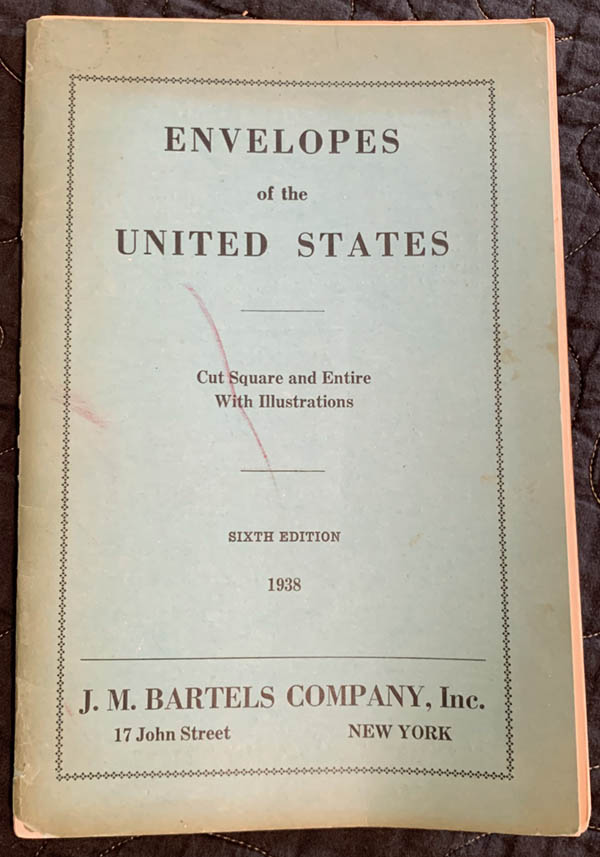 ENVELOPES
of the
UNITED STATES
Cut Square and Entire
With Illustrations
SIXTH EDITION
1938
J. M. BARTELS COMPANY, Inc.
17 John Street NEW YORK